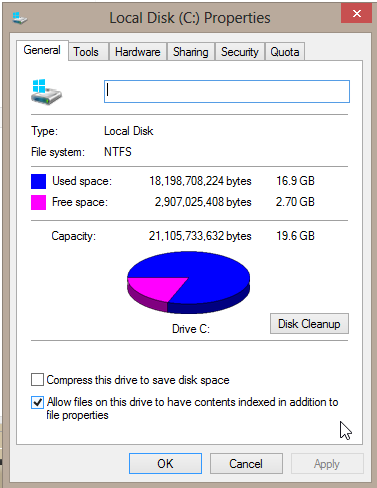 Local Disk (C:) Properties
General Tools Hardware Sharing Security Quota
Type: Local Disk
File system: NTFS
Used space: 18,198,708,224 bytes 16.9 GB
Free space: 2,907,025,408 bytes 2.70 GB
Capacity: 21,105,733,632 bytes 19.6 GB
Drive C:
Disk Cleanup
Compress this drive to save disk space
Allow files on this drive to have contents indexed in addition to
file properties
OK Cancel Apply